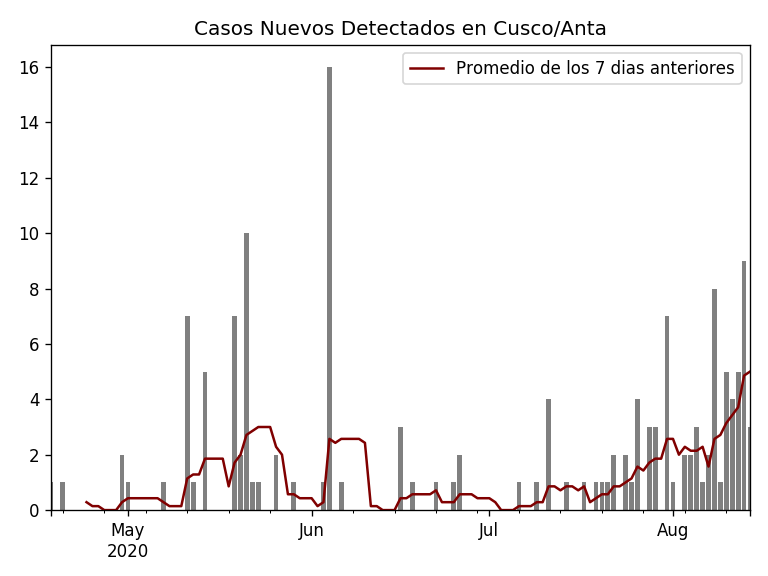 Casos Nuevos Detectados en Cusco/Anta
Promedio de los 7 dias anteriores
16
14
12
10
8
6
4
2
0
May
2020
Jun
Jul
Aug